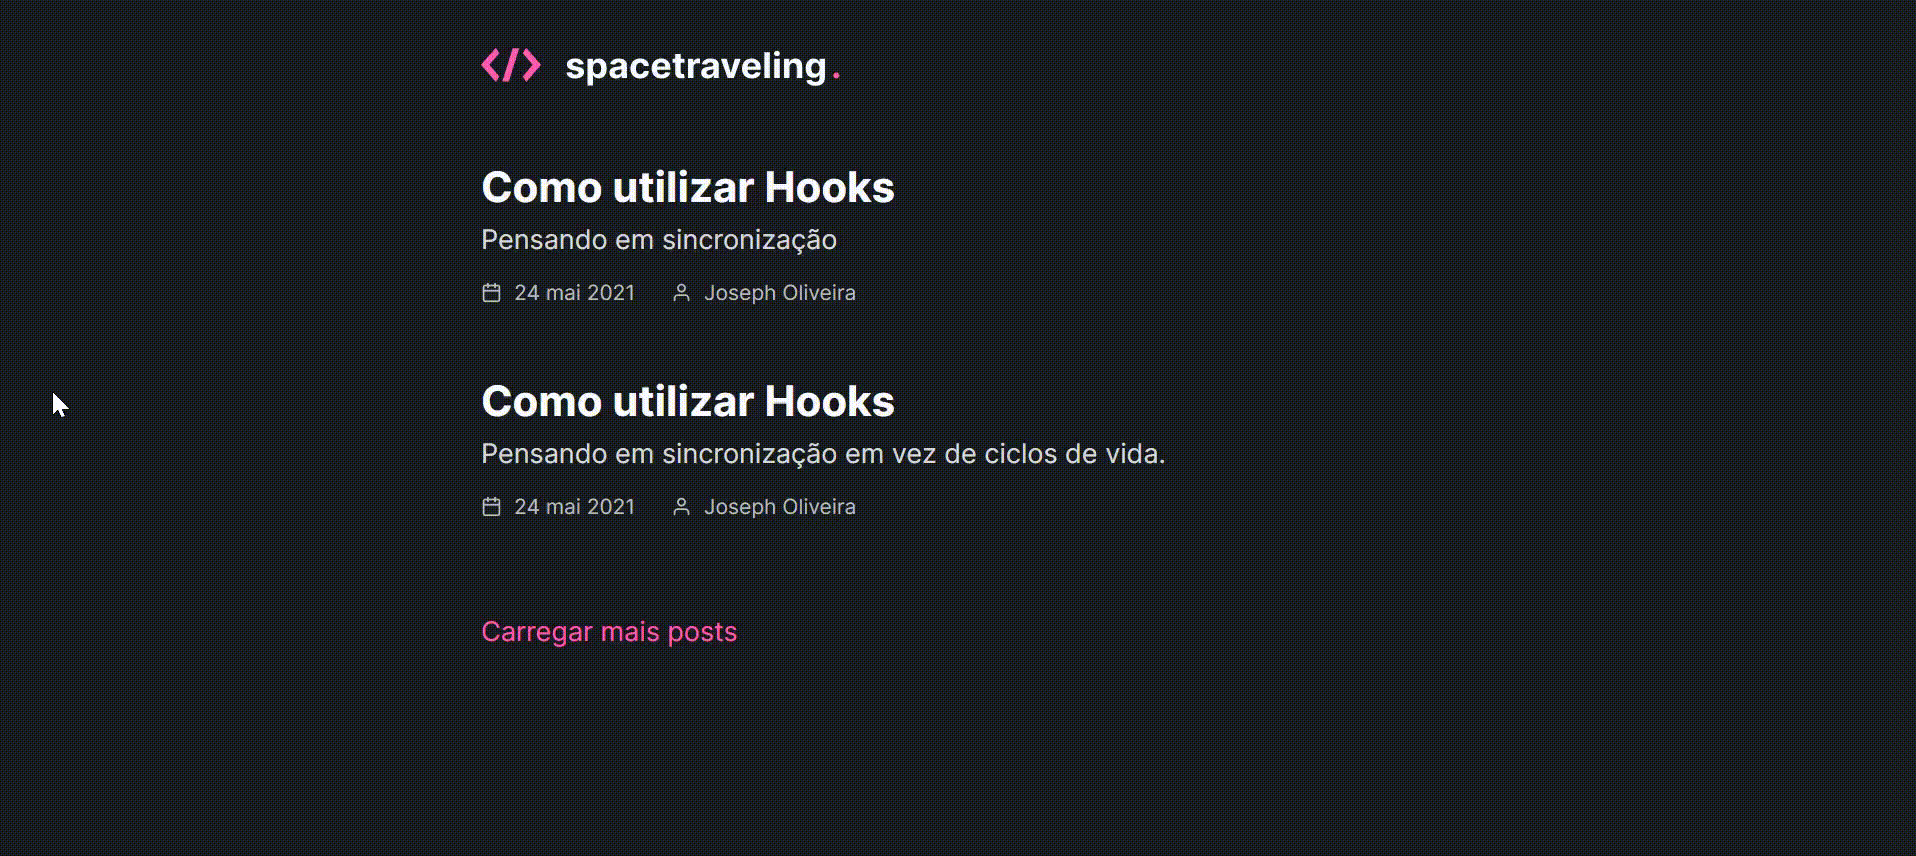 </> spacetraveling.
Como utilizar Hooks
Pensando em sincronização
24 mai 2021 Joseph Oliveira
Como utilizar Hooks
Pensando em sincronização em vez de ciclos de vida.
24 mai 2021 Joseph Oliveira
Carregar mais posts